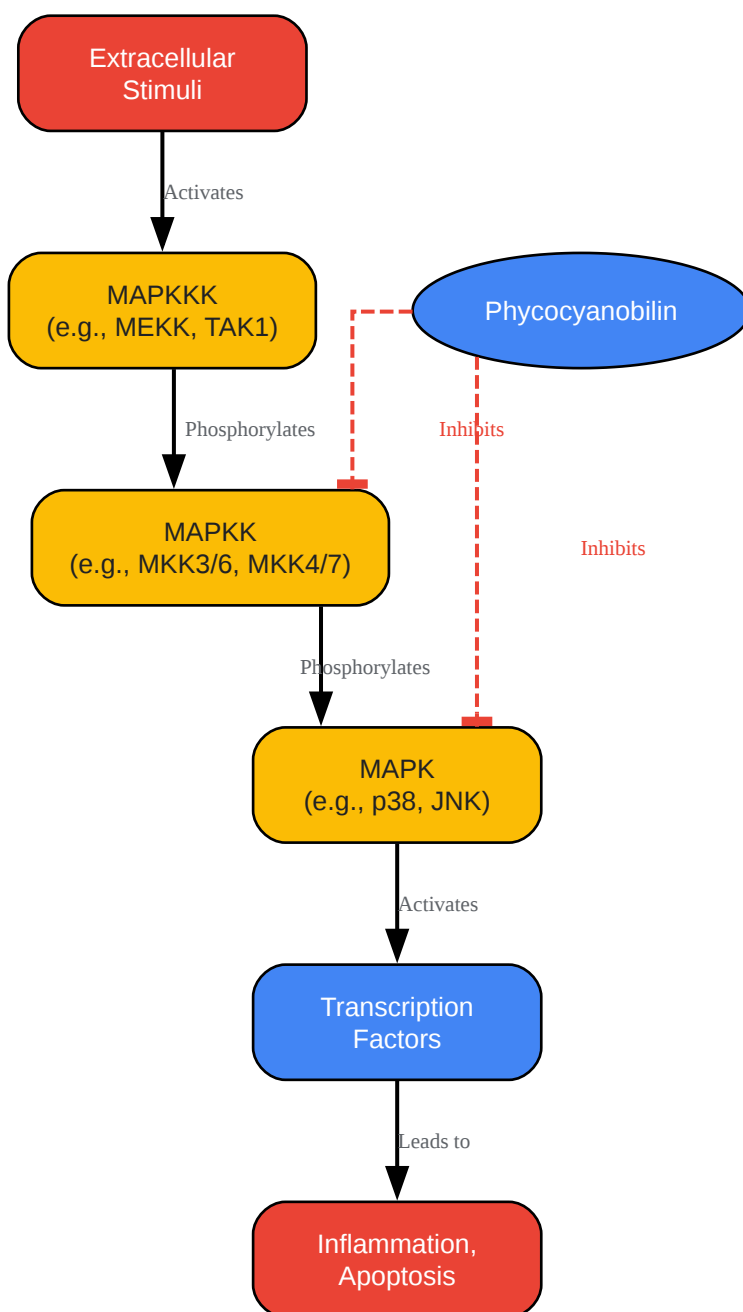 Extracellular
Stimuli
Activates
MAPKKK
(e.g., MEKK, TAK1)
Phycocyanobilin
Phosphorylates
Inhibits
MAPKK
(e.g., MKK3/6, MKK4/7)
Inhibits
Phosphorylates
MAPK
(e.g., p38, JNK)
Activates
Transcription
Factors
Leads to
Inflammation,
Apoptosis